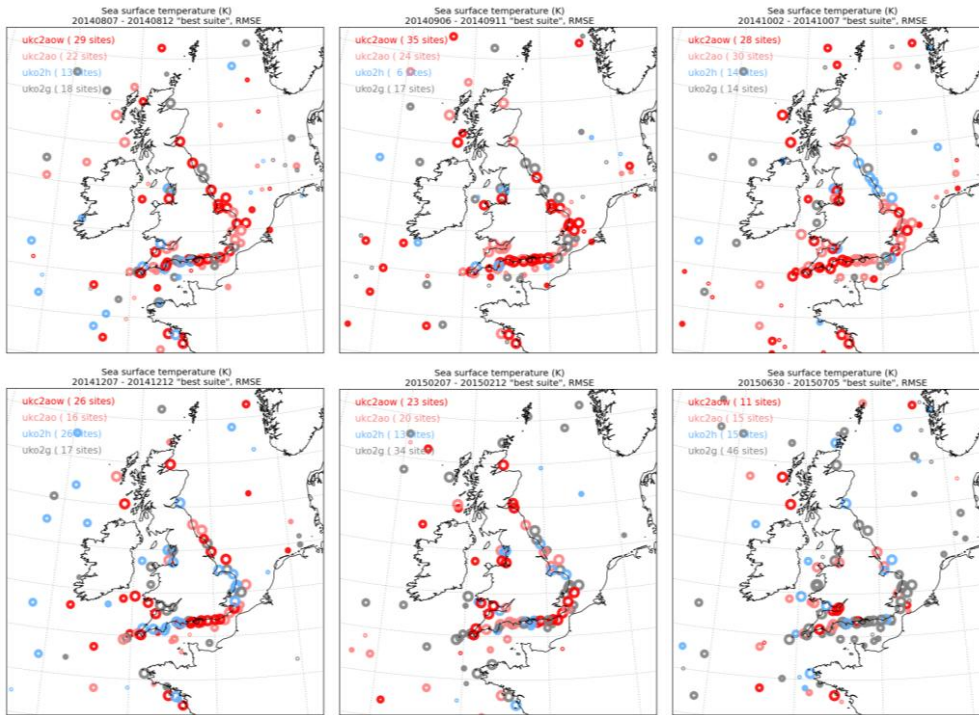 Sea surface temperature (K)
20140807 - 20140812 "best suite", RMSE
ukc2aow ( 29 sites)
ukc2ao ( 22 sites)
uko2h ( 13 sites)
uko2g ( 18 sites)
Sea surface temperature (K)
20140906 - 20140911 "best suite", RMSE
ukc2aow ( 35 sites)
ukc2ao ( 24 sites)
uko2h ( 6 sites)
uko2g ( 17 sites)
Sea surface temperature (K)
20141002 - 20141007 "best suite", RMSE
ukc2aow ( 28 sites)
ukc2ao ( 30 sites)
uko2h ( 14 sites)
uko2g ( 14 sites)
Sea surface temperature (K)
20141207 - 20141212 "best suite", RMSE
ukc2aow ( 26 sites)
ukc2ao ( 16 sites)
uko2h ( 26 sites)
uko2g ( 17 sites)
Sea surface temperature (K)
20150207 - 20150212 "best suite", RMSE
ukc2aow ( 23 sites)
ukc2ao ( 20 sites)
uko2h ( 13 sites)
uko2g ( 34 sites)
Sea surface temperature (K)
20150630 - 20150705 "best suite", RMSE
ukc2aow ( 11 sites)
ukc2ao ( 15 sites)
uko2h ( 15 sites)
uko2g ( 46 sites)